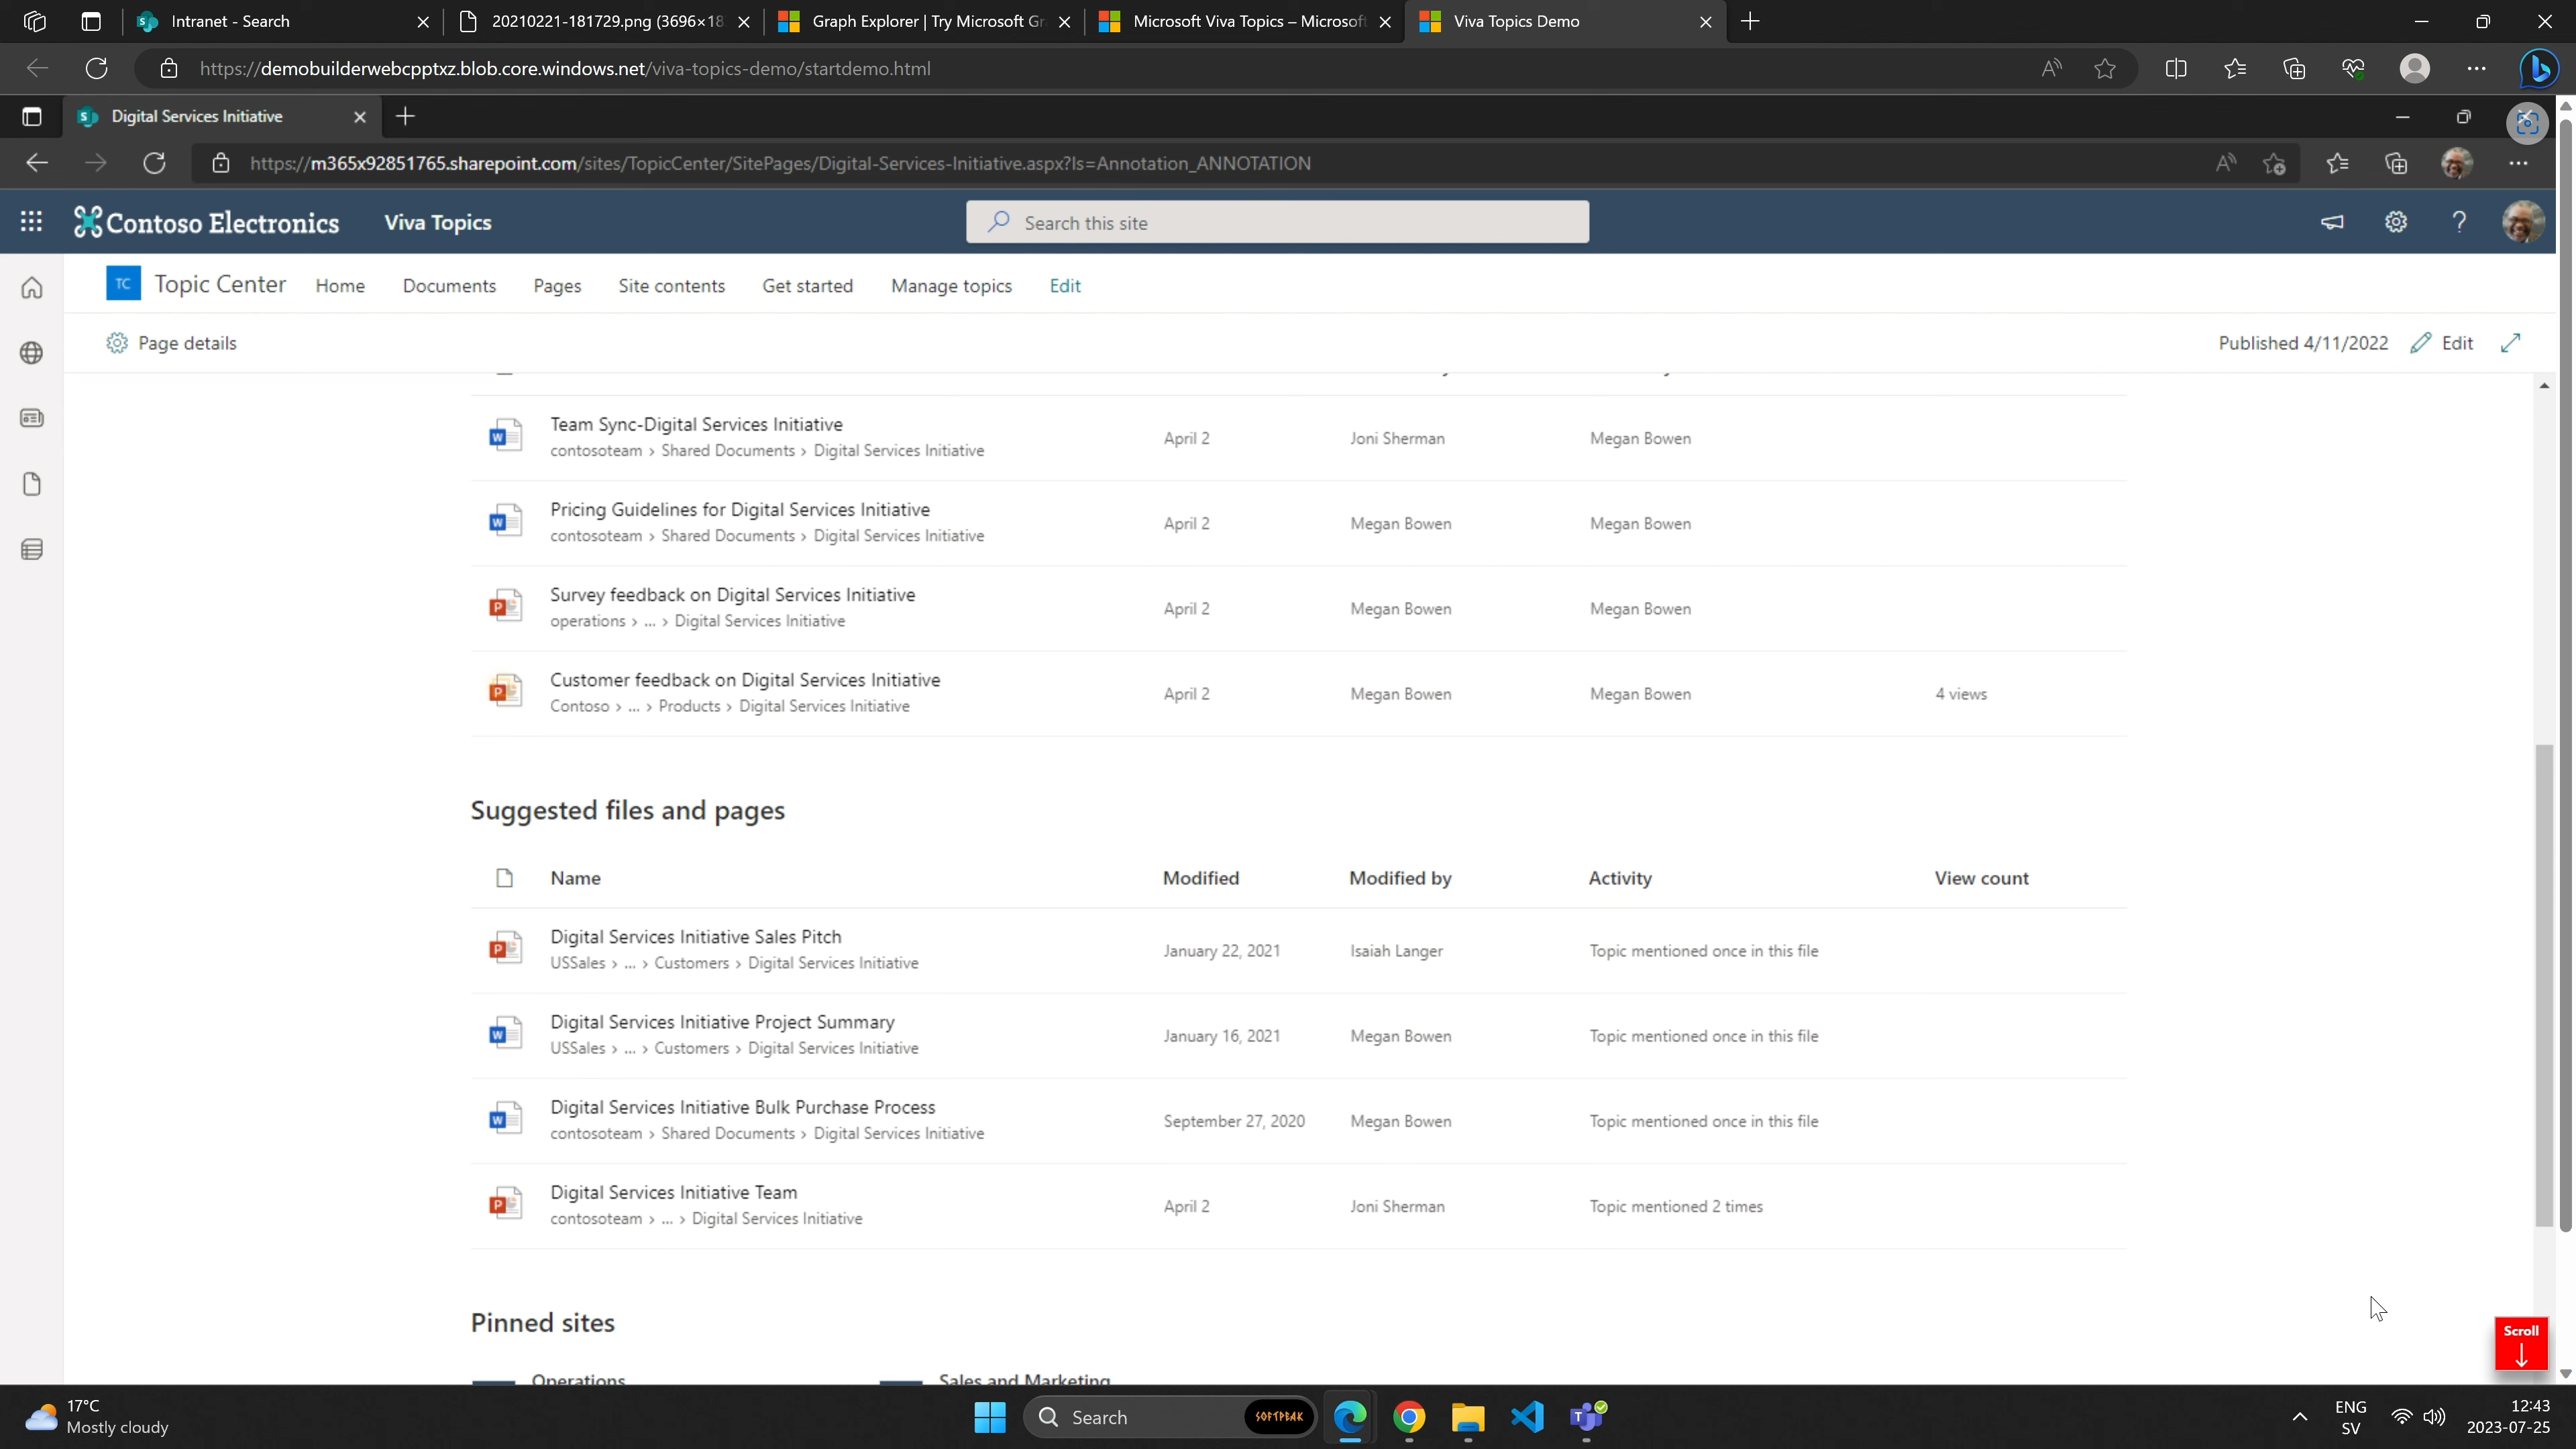 Intranet - Search
20210221-181729.png (3696×18
Graph Explorer | Try Microsoft Gr
Microsoft Viva Topics – Microsoft
Viva Topics Demo
https://demobuilderwebcpptxz.blob.core.windows.net/viva-topics-demo/startdemo.html
Digital Services Initiative
https://m365x92851765.sharepoint.com/sites/TopicCenter/SitePages/Digital-Services-Initiative.aspx?ls=Annotation_ANNOTATION
Contoso Electronics Viva Topics Search this site
TC Topic Center Home Documents Pages Site contents Get started Manage topics Edit
Page details Published 4/11/2022 Edit
Team Sync-Digital Services Initiative
contosoteam > Shared Documents > Digital Services Initiative
April 2 Joni Sherman Megan Bowen
Pricing Guidelines for Digital Services Initiative
contosoteam > Shared Documents > Digital Services Initiative
April 2 Megan Bowen Megan Bowen
Survey feedback on Digital Services Initiative
operations > ... > Digital Services Initiative
April 2 Megan Bowen Megan Bowen
Customer feedback on Digital Services Initiative
Contoso > ... > Products > Digital Services Initiative
April 2 Megan Bowen Megan Bowen 4 views
Suggested files and pages
Name Modified Modified by Activity View count
Digital Services Initiative Sales Pitch
USSales > ... > Customers > Digital Services Initiative
January 22, 2021 Isaiah Langer Topic mentioned once in this file
Digital Services Initiative Project Summary
USSales > ... > Customers > Digital Services Initiative
January 16, 2021 Megan Bowen Topic mentioned once in this file
Digital Services Initiative Bulk Purchase Process
contosoteam > Shared Documents > Digital Services Initiative
September 27, 2020 Megan Bowen Topic mentioned once in this file
Digital Services Initiative Team
contosoteam > ... > Digital Services Initiative
April 2 Joni Sherman Topic mentioned 2 times
Pinned sites
Operations Sales and Marketing
Scroll
17°C
Mostly cloudy
Search SOFTPEAK
ENG
SV
12:43
2023-07-25